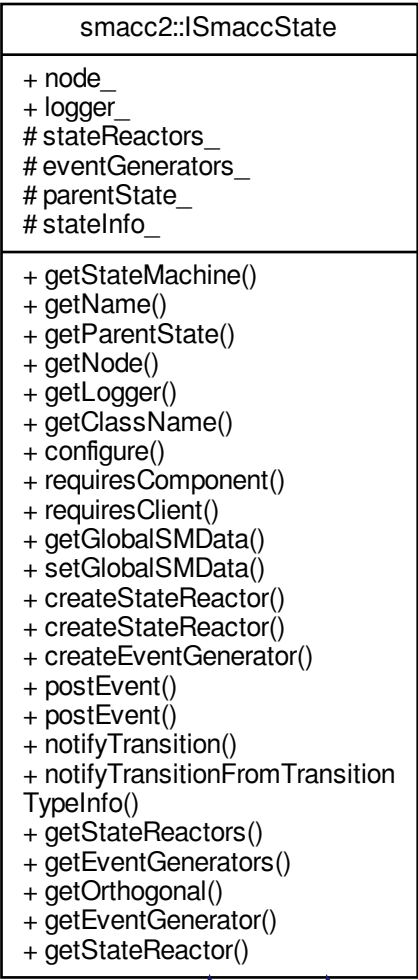 smacc2::ISmaccState
+ node_
+ logger_
# stateReactors_
# eventGenerators_
# parentState_
# stateInfo_
+ getStateMachine()
+ getName()
+ getParentState()
+ getNode()
+ getLogger()
+ getClassName()
+ configure()
+ requiresComponent()
+ requiresClient()
+ getGlobalSMData()
+ setGlobalSMData()
+ createStateReactor()
+ createStateReactor()
+ createEventGenerator()
+ postEvent()
+ postEvent()
+ notifyTransition()
+ notifyTransitionFromTransition
TypeInfo()
+ getStateReactors()
+ getEventGenerators()
+ getOrthogonal()
+ getEventGenerator()
+ getStateReactor()